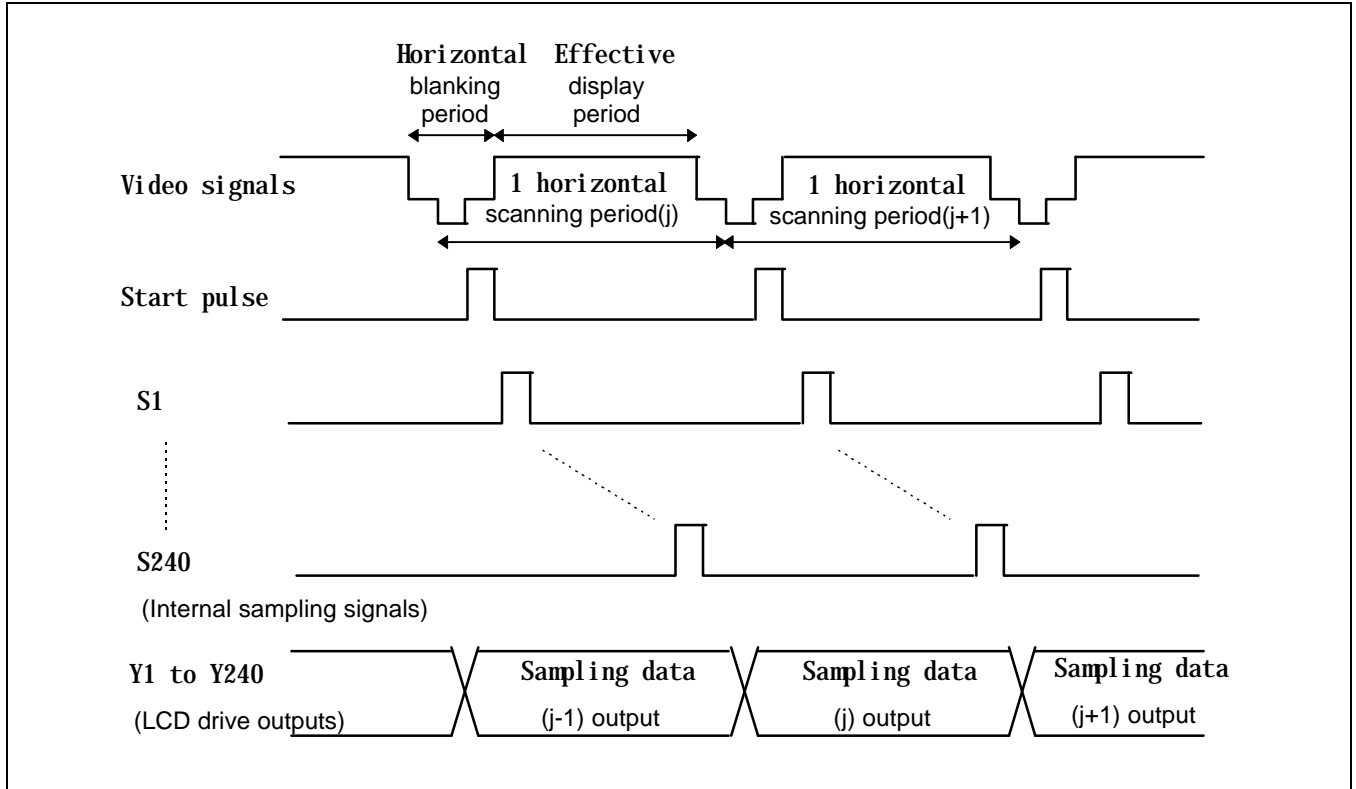 Horizontal
blanking
period
Effective
display
period
Video signals
1 horizontal
scanning period(j)
1 horizontal
scanning period(j+1)
Start pulse
S1
S240
(Internal sampling signals)
Y1 to Y240
(LCD drive outputs)
Sampling data
(j-1) output
Sampling data
(j) output
Sampling data
(j+1) output